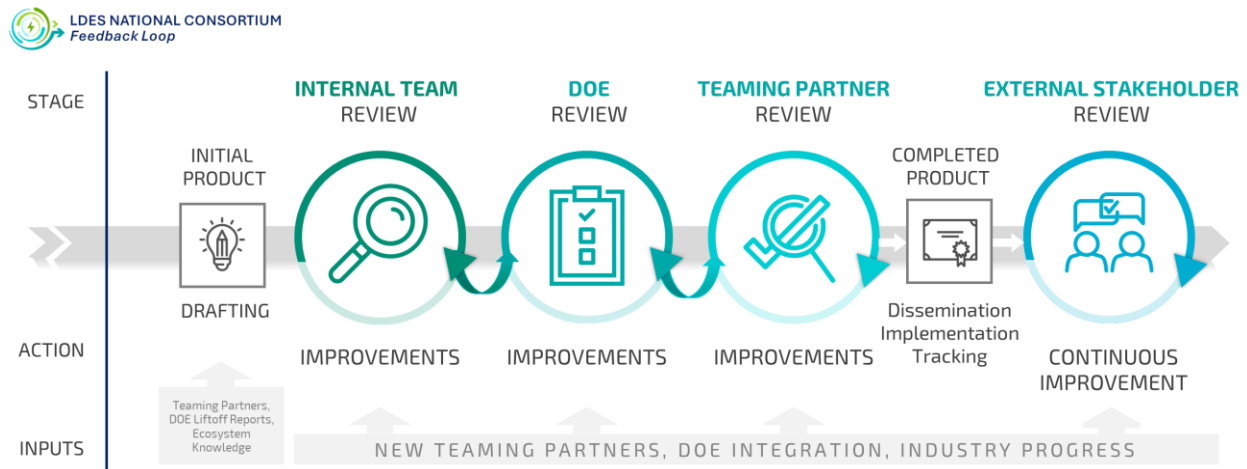 LDES NATIONAL CONSORTIUM
Feedback Loop
STAGE
INTERNAL TEAM
REVIEW
DOE
REVIEW
TEAMING PARTNER
REVIEW
EXTERNAL STAKEHOLDER
REVIEW
INITIAL
PRODUCT
COMPLETED
PRODUCT
DRAFTING
Dissemination
Implementation
Tracking
ACTION
IMPROVEMENTS
IMPROVEMENTS
IMPROVEMENTS
CONTINUOUS
IMPROVEMENT
INPUTS
Teaming Partners,
DOE Liftoff Reports,
Ecosystem
Knowledge
NEW TEAMING PARTNERS, DOE INTEGRATION, INDUSTRY PROGRESS